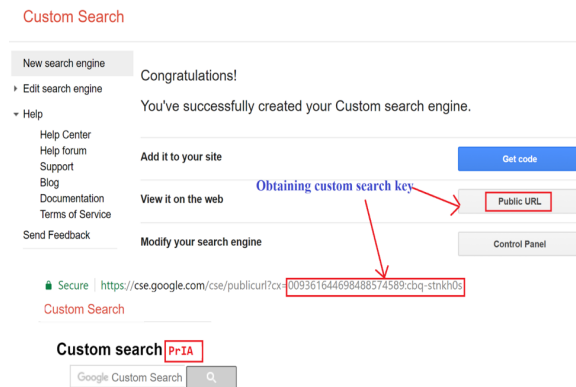 Custom Search
New search engine
Edit search engine
Help
Help Center
Help forum
Support
Blog
Documentation
Terms of Service
Send Feedback
Congratulations!
You've successfully created your Custom search engine.
Add it to your site
Get code
Obtaining custom search key
View it on the web
Public URL
Modify your search engine
Control Panel
Secure https://cse.google.com/cse/publicurl?cx=009361644698488574589:cbq-stnkh0s
Custom Search
Custom search PrIA
Google Custom Search